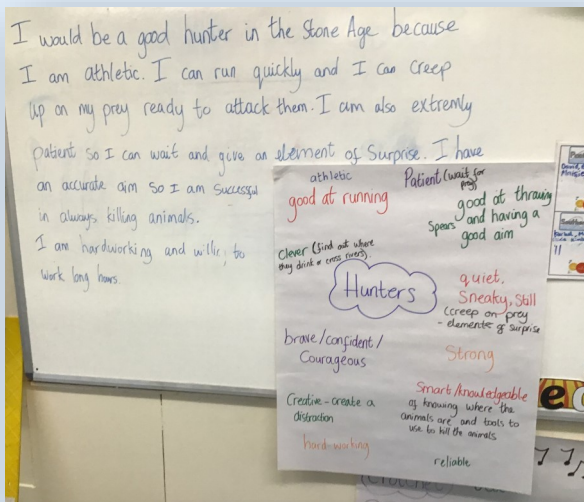 I would be a good hunter in the Stone Age because
I am athletic. I can run quickly and I can creep
up on my prey ready to attack them. I am also extremly
patient so I can wait and give an element of Surprise. I have
an accurate aim so I am successful
in always killing animals.
I am hardworking and to
work long hours.
athletic
good at running
Patient (wait for
prey)
good at throwing
Spears and having a
good aim
Clever (find out where
they drink or cross rivers).
Hunters
quiet.
Sneaky, Still
(creep on prey
- elemente of surprise
brave/confident/
Courageous
Strong
Creative - create a
distraction
Smart/knowledgeable
of knowing where the
animals are and tools to
use to kill the animals
hard-working
reliable
11
e